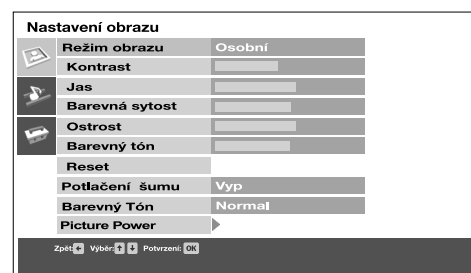 Nastavení obrazu
Režim obrazu Osobní
Kontrast
Jas
Barevná sytost
Ostrost
Barevný tón
Reset
Potlačení šumu Vyp
Barevný Tón Normal
Picture Power
Zpět: Výběr: Potvrzení: OK